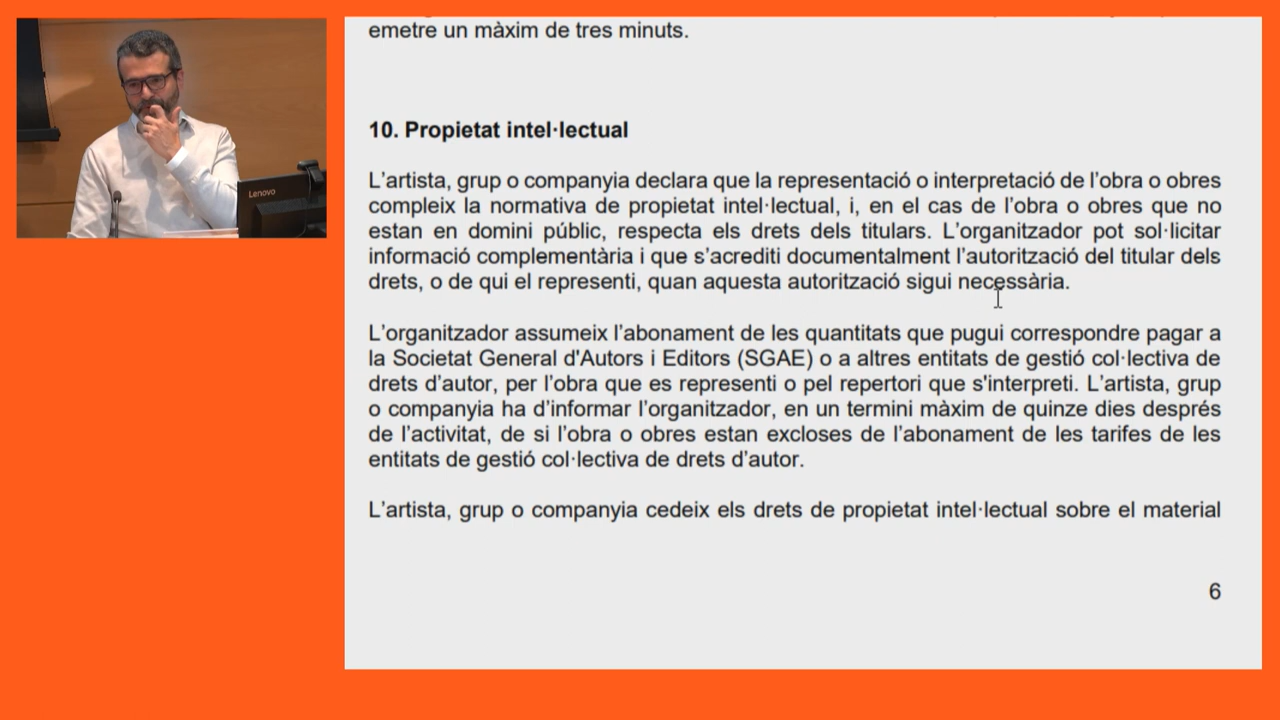 Lenovo
emetre un màxim de tres minuts.
10. Propietat intel·lectual
L’artista, grup o companyia declara que la representació o interpretació de l’obra o obres
compleix la normativa de propietat intel·lectual, i, en el cas de l’obra o obres que no
estan en domini públic, respecta els drets dels titulars. L’organitzador pot sol·licitar
informació complementària i que s’acrediti documentalment l’autorització del titular dels
drets, o de qui el representi, quan aquesta autorització sigui necessària.
L’organitzador assumeix l’abonament de les quantitats que pugui correspondre pagar a
la Societat General d'Autors i Editors (SGAE) o a altres entitats de gestió col·lectiva de
drets d’autor, per l’obra que es representi o pel repertori que s'interpreti. L’artista, grup
o companyia ha d’informar l’organitzador, en un termini màxim de quinze dies després
de l’activitat, de si l’obra o obres estan excloses de l’abonament de les tarifes de les
entitats de gestió col·lectiva de drets d’autor.
L’artista, grup o companyia cedeix els drets de propietat intel·lectual sobre el material
6